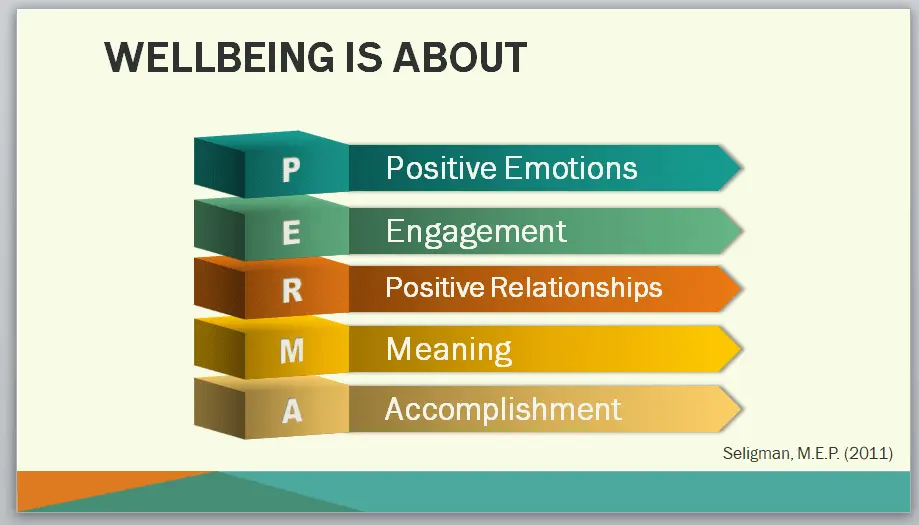 WELLBEING IS ABOUT
P Positive Emotions
E Engagement
R Positive Relationships
M Meaning
A Accomplishment
Seligman, M.E.P. (2011)